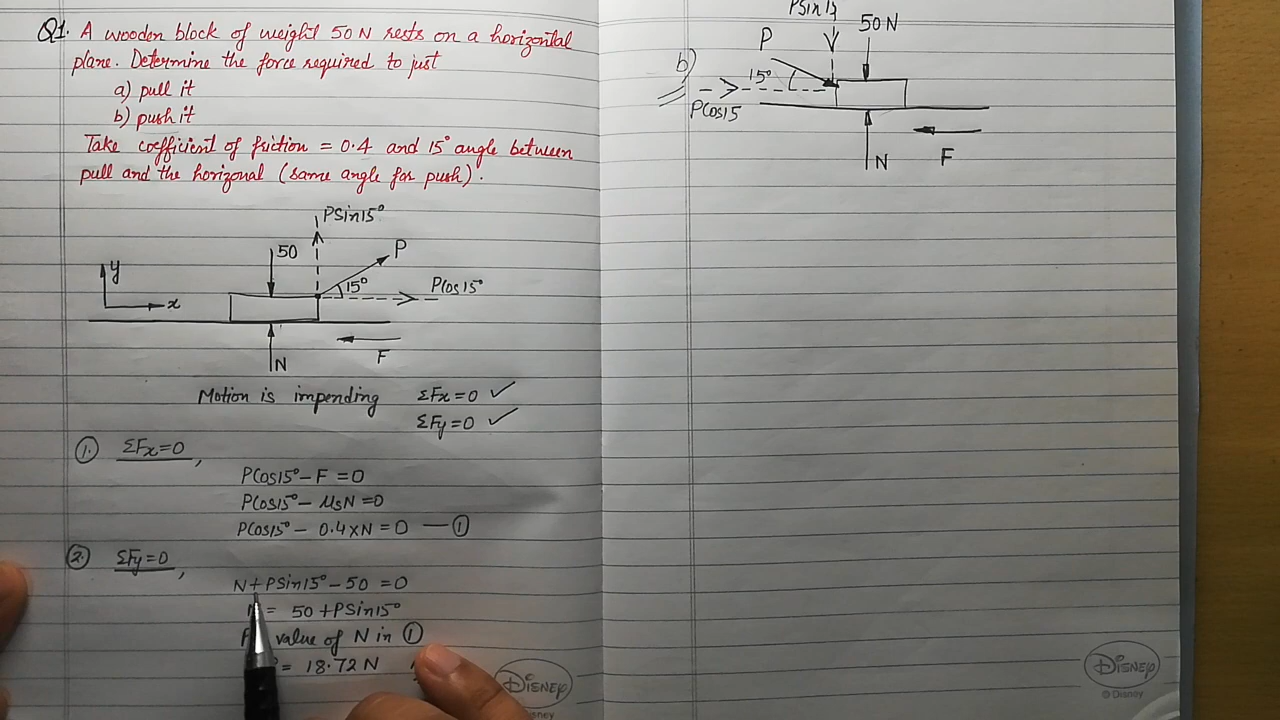 Q1. A wooden block of weight 50 N rests on a horizontal
plane. Determine the force required to just
a) pull it
b) push it
Take coefficient of friction = 0.4 and 15° angle between
pull and the horizonal (same angle for push).
PSin15°
50
P
15°
PCos15°
y
x
F
N
Motion is impending ΣFx=0 ✓
ΣFy=0 ✓
① ΣFx=0,
PCos15° - F = 0
PCos15° - μsN = 0
PCos15° - 0.4×N = 0 — ①
② ΣFy=0,
N+PSin15° - 50 = 0
= 50 + PSin15°
value of N in ①
= 18.72 N
DISNEY
PSin15
50 N
P
b)
15°
PCos15
N
F
DISNEY
© Disney